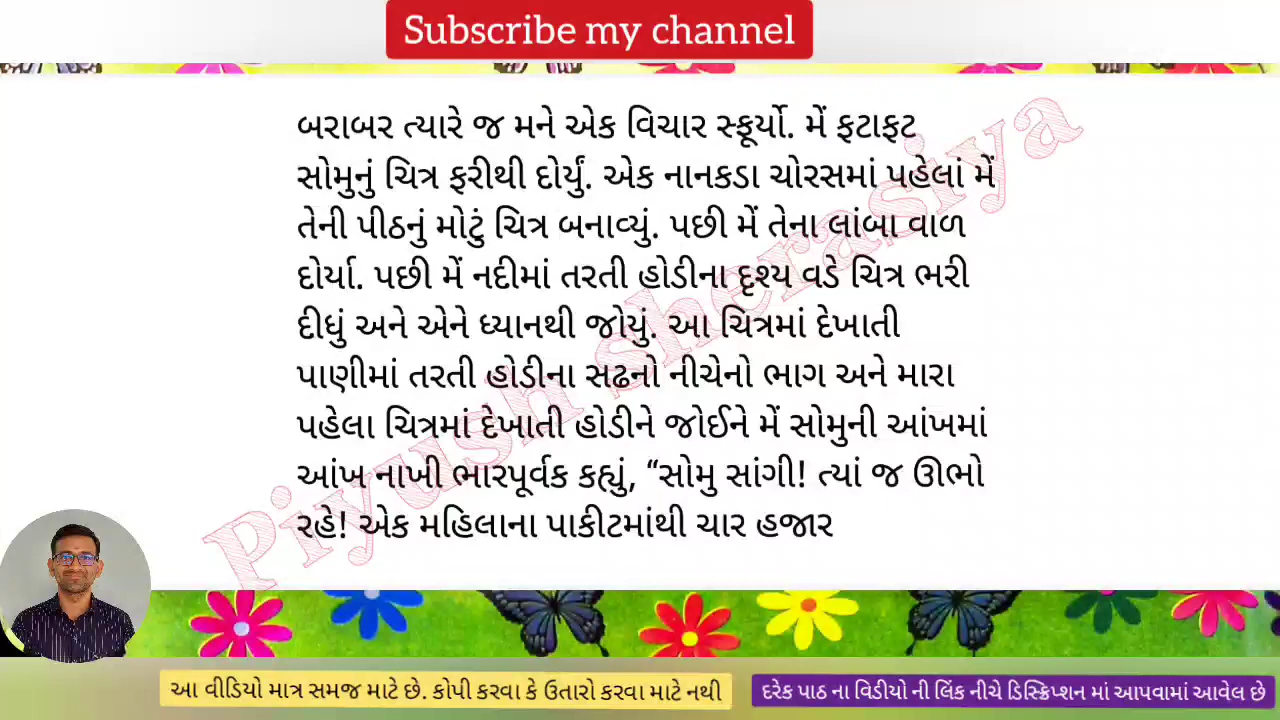 Subscribe my channel
બરાબર ત્યારે જ મને એક વિચાર સ્ફૂર્યો. મેં ફટાફટ
સોમુનું ચિત્ર ફરીથી દોર્યું. એક નાનકડા ચોરસમાં પહેલાં મેં
તેની પીઠનું મોટું ચિત્ર બનાવ્યું. પછી મેં તેના લાંબા વાળ
દોર્યા. પછી મેં નદીમાં તરતી હોડીના દૃશ્ય વડે ચિત્ર ભરી
દીધું અને એને ધ્યાનથી જોયું. આ ચિત્રમાં દેખાતી
પાણીમાં તરતી હોડીના સઢનો નીચેનો ભાગ અને મારા
પહેલા ચિત્રમાં દેખાતી હોડીને જોઈને મેં સોમુની આંખમાં
આંખ નાખી ભારપૂર્વક કહ્યું, “સોમુ સાંગી! ત્યાં જ ઊભો
રહે! એક મહિલાના પાકીટમાંથી ચાર હજાર
Piyush sherasiya
આ વીડિયો માત્ર સમજ માટે છે. કોપી કરવા કે ઉતારો કરવા માટે નથી
દરેક પાઠ ના વિડીયો ની લિંક નીચે ડિસ્ક્રિપ્શન માં આપવામાં આવેલ છે